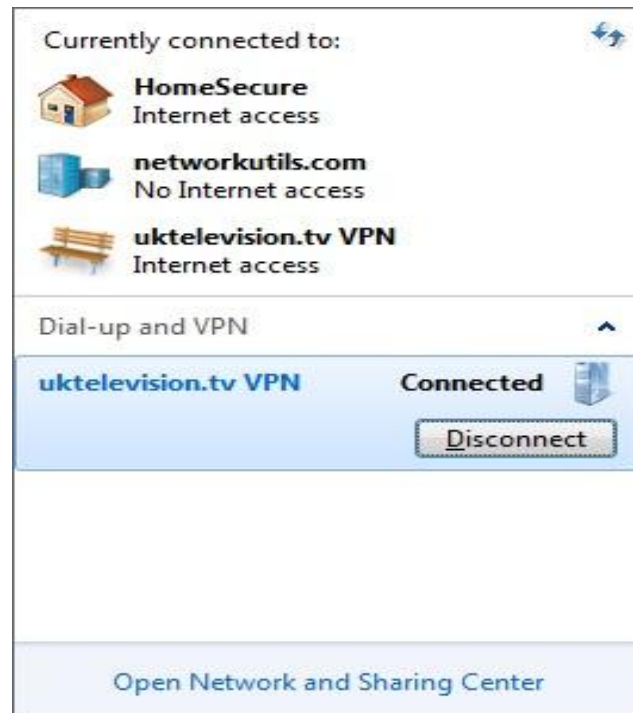 Currently connected to:
HomeSecure
Internet access
networkutils.com
No Internet access
uktelevision.tv VPN
Internet access
Dial-up and VPN
uktelevision.tv VPN Connected
Disconnect
Open Network and Sharing Center